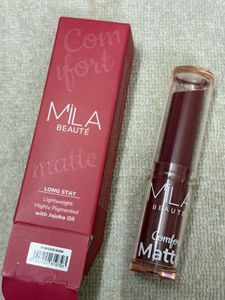 Com
fort
MiLA
BEAUTÉ
matte
LONG STAY
Lightweight
Highly Pigmented
with Jojoba Oil
MiLA
BEAUTÉ
Comfort
Matte